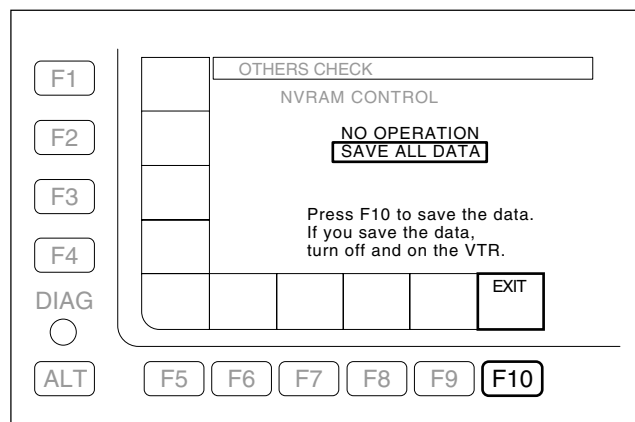 F1
OTHERS CHECK
NVRAM CONTROL
F2
NO OPERATION
SAVE ALL DATA
F3
Press F10 to save the data.
If you save the data,
turn off and on the VTR.
F4
DIAG
EXIT
ALT
F5
F6
F7
F8
F9
F10